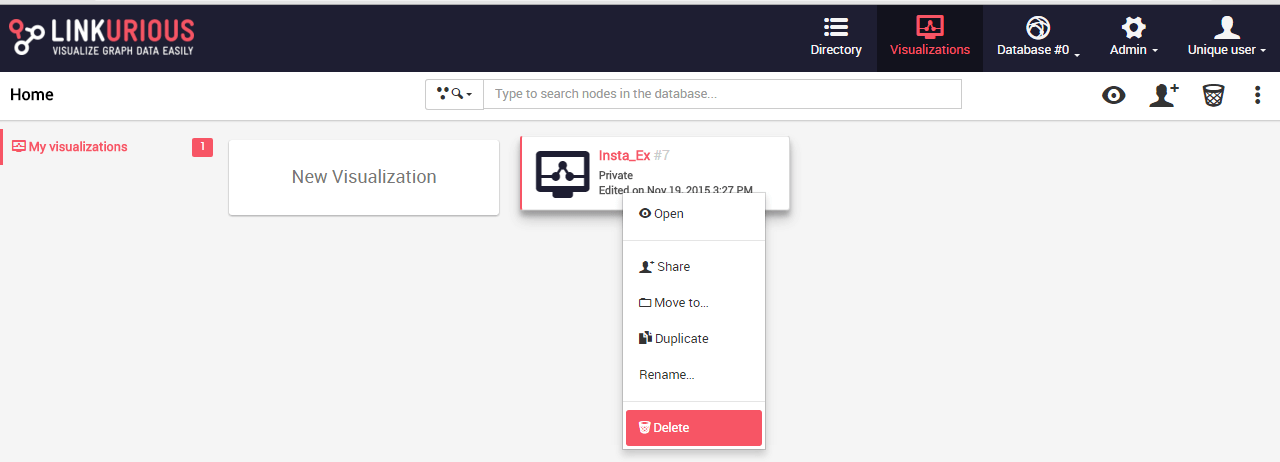 LINKURIOUS
VISUALIZE GRAPH DATA EASILY
Directory
Visualizations
Database #0
Admin
Unique user
Home
Type to search nodes in the database...
My visualizations
1
New Visualization
Insta_Ex #7
Private
Edited on Nov 19, 2015 3:27 PM
Open
Share
Move to...
Duplicate
Rename...
Delete